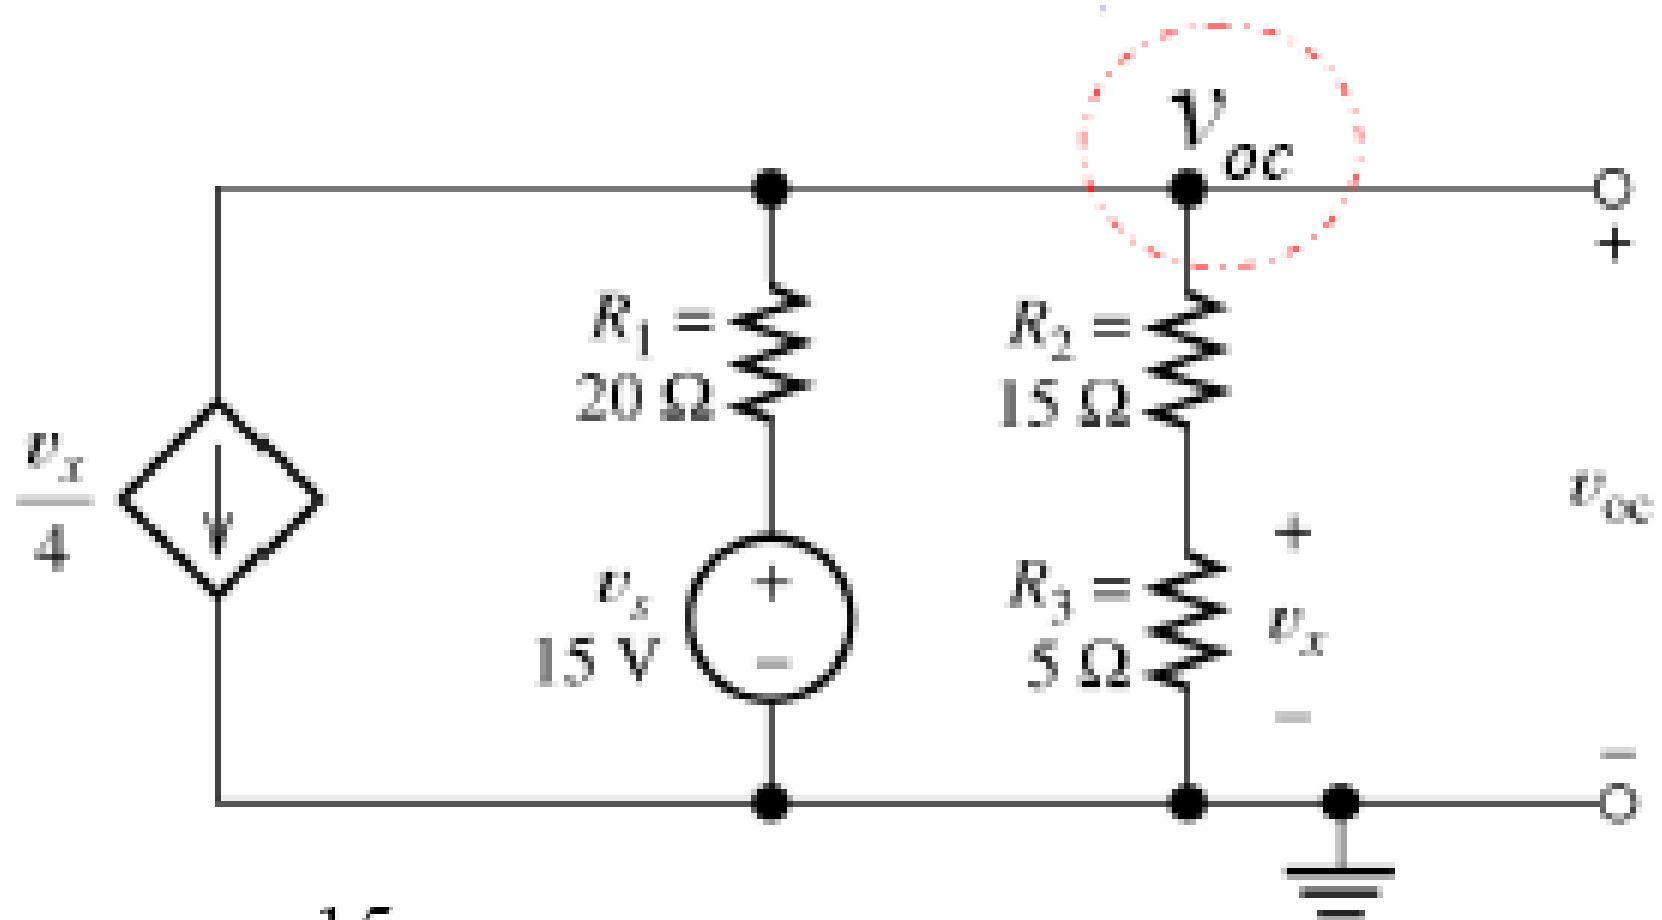 v_oc
+
R_1 =
20 Ω
R_2 =
15 Ω
v_x
4
v_oc
+
v_s
15 V
+
−
R_3 =
5 Ω
v_x
−
−